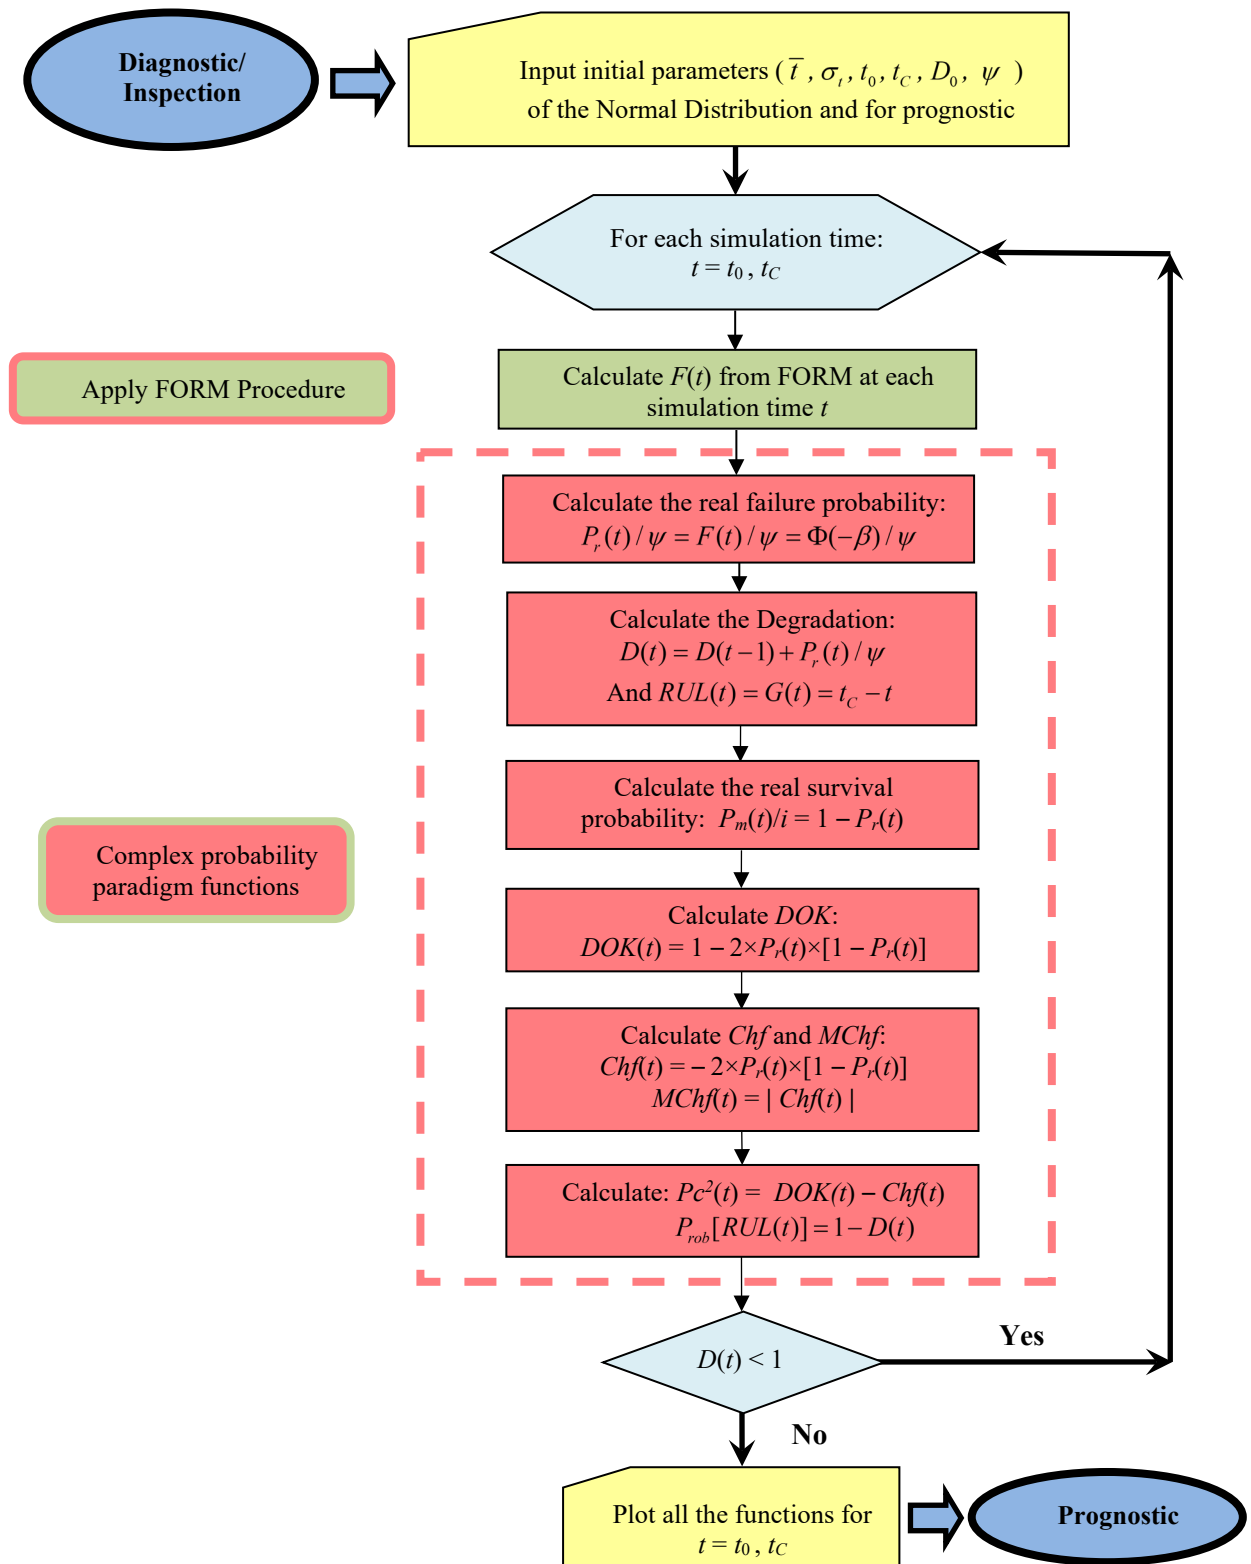 Diagnostic/
Inspection
Input initial parameters ( t̄ , σ_t , t_0 , t_C , D_0 , ψ )
of the Normal Distribution and for prognostic
For each simulation time:
t = t_0 , t_C
Apply FORM Procedure
Calculate F(t) from FORM at each
simulation time t
Calculate the real failure probability:
P_r(t) / ψ = F(t) / ψ = Φ(−β) / ψ
Calculate the Degradation:
D(t) = D(t−1) + P_r(t) / ψ
And RUL(t) = G(t) = t_C − t
Calculate the real survival
probability: P_m(t)/i = 1 − P_r(t)
Complex probability
paradigm functions
Calculate DOK:
DOK(t) = 1 − 2×P_r(t)×[1 − P_r(t)]
Calculate Chf and MChf:
Chf(t) = − 2×P_r(t)×[1 − P_r(t)]
MChf(t) = | Chf(t) |
Calculate: Pc²(t) = DOK(t) − Chf(t)
P_rob[RUL(t)] = 1 − D(t)
D(t) < 1
Yes
No
Plot all the functions for
t = t_0 , t_C
Prognostic